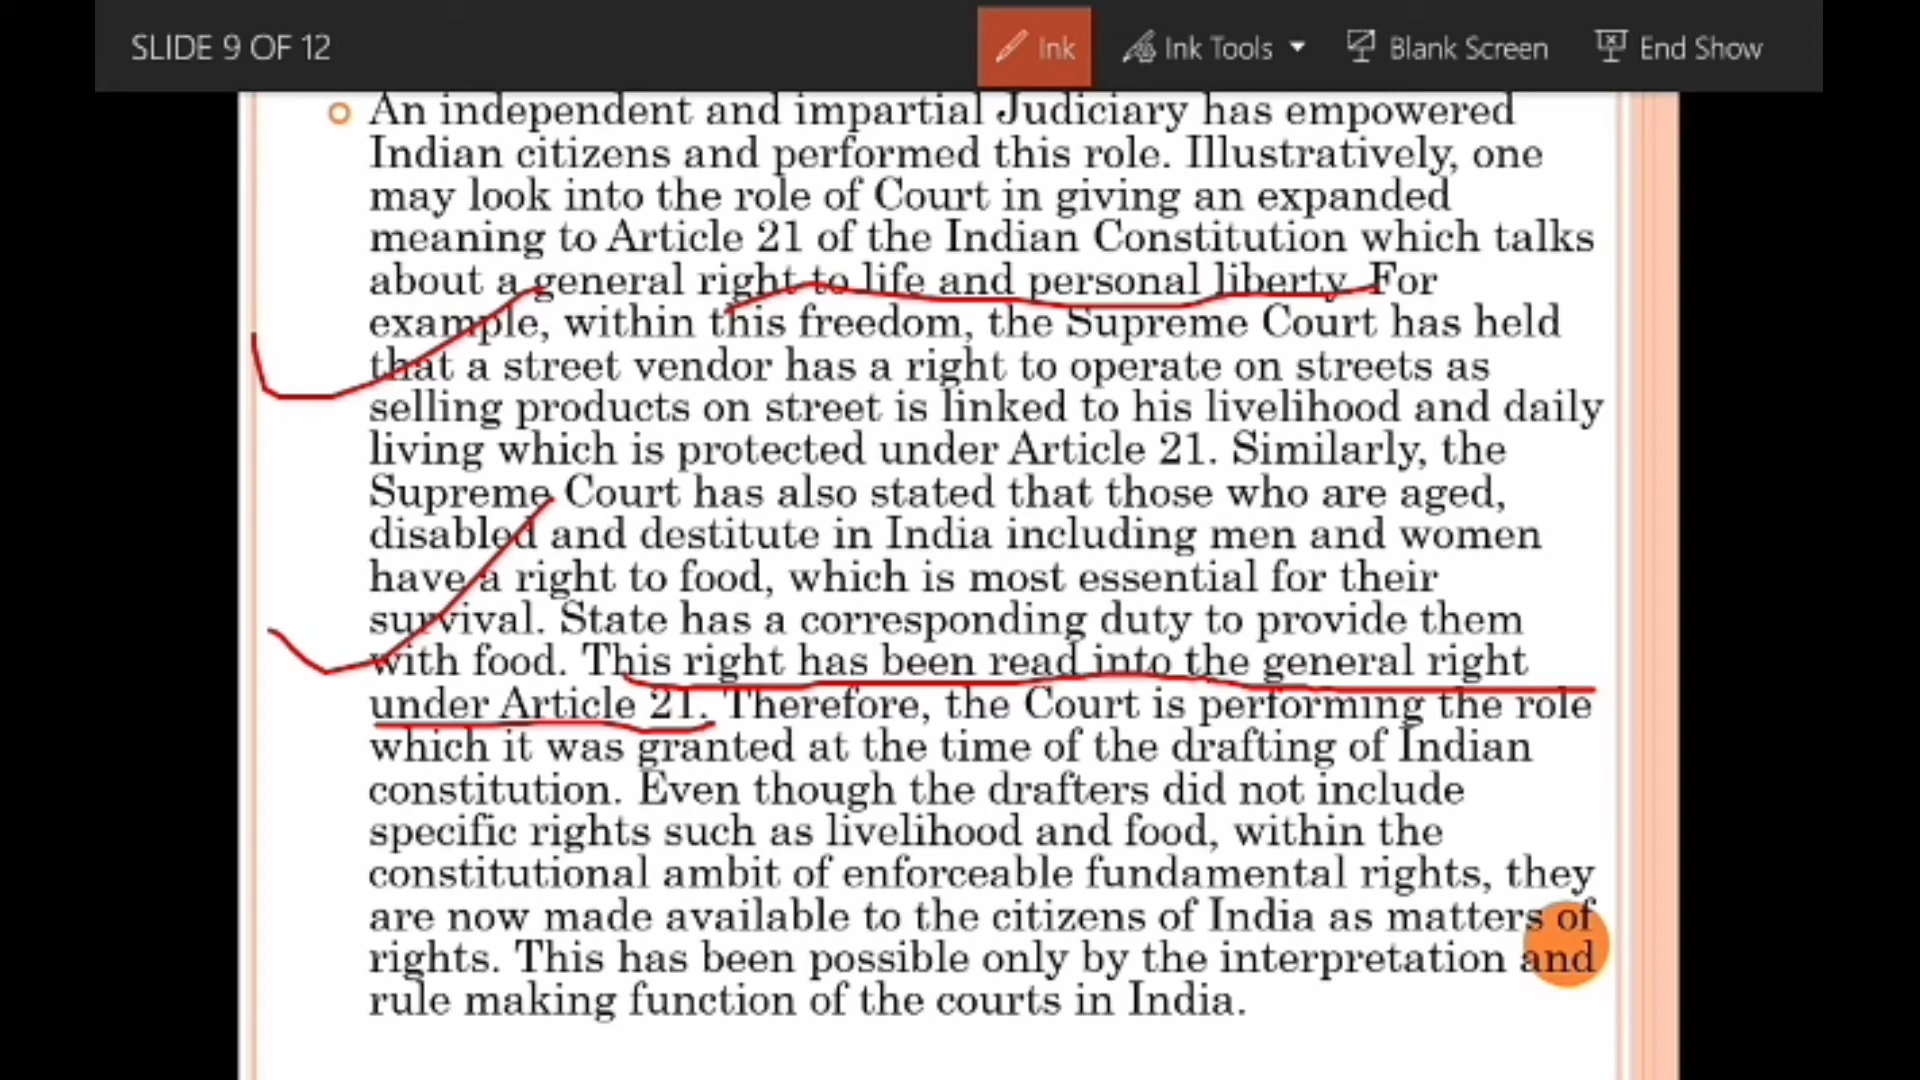 SLIDE 9 OF 12
Ink
Ink Tools
Blank Screen
End Show
An independent and impartial Judiciary has empowered
Indian citizens and performed this role. Illustratively, one
may look into the role of Court in giving an expanded
meaning to Article 21 of the Indian Constitution which talks
about a general right to life and personal liberty. For
example, within this freedom, the Supreme Court has held
that a street vendor has a right to operate on streets as
selling products on street is linked to his livelihood and daily
living which is protected under Article 21. Similarly, the
Supreme Court has also stated that those who are aged,
disabled and destitute in India including men and women
have a right to food, which is most essential for their
survival. State has a corresponding duty to provide them
with food. This right has been read into the general right
under Article 21. Therefore, the Court is performing the role
which it was granted at the time of the drafting of Indian
constitution. Even though the drafters did not include
specific rights such as livelihood and food, within the
constitutional ambit of enforceable fundamental rights, they
are now made available to the citizens of India as matters of
rights. This has been possible only by the interpretation and
rule making function of the courts in India.